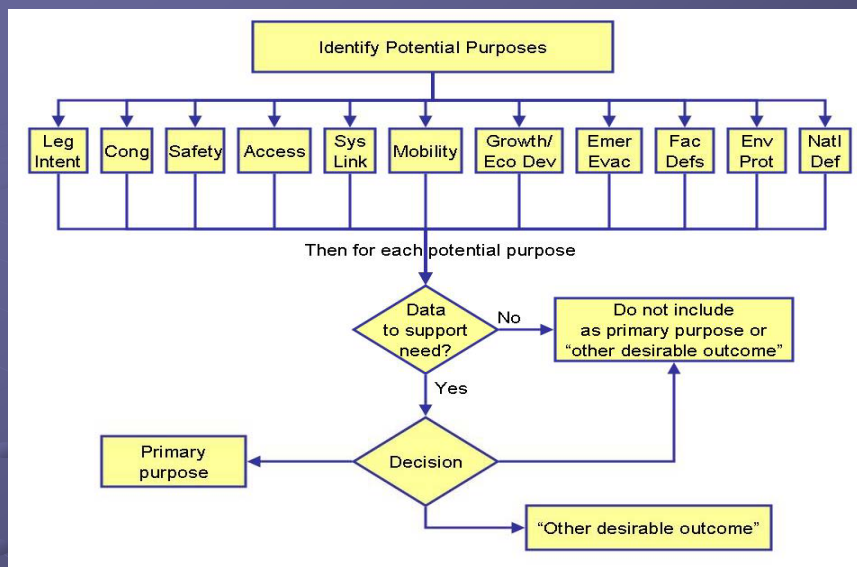 Identify Potential Purposes
Leg
Intent
Cong
Safety
Access
Sys
Link
Mobility
Growth/
Eco Dev
Emer
Evac
Fac
Defs
Env
Prot
Natl
Def
Then for each potential purpose
Data
to support
need?
No
Do not include
as primary purpose or
“other desirable outcome”
Yes
Primary
purpose
Decision
“Other desirable outcome”